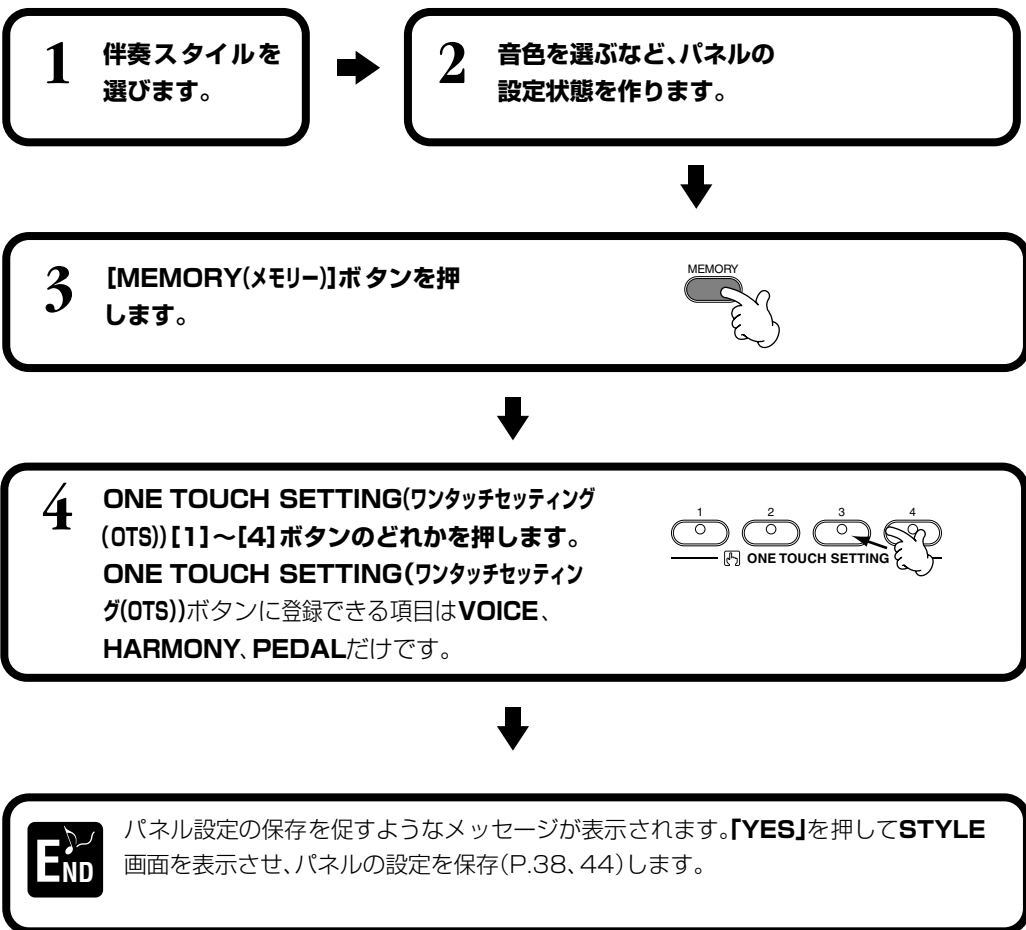 1 伴奏スタイルを
選びます。
2 音色を選ぶなど、パネルの
設定状態を作ります。
3 [MEMORY(メモリー)]ボタンを押
します。
MEMORY
4 ONE TOUCH SETTING(ワンタッチセッティング
(OTS))[1]～[4]ボタンのどれかを押します。
ONE TOUCH SETTING(ワンタッチセッティン
グ(OTS))ボタンに登録できる項目はVOICE、
HARMONY、PEDALだけです。
1 2 3 4
ONE TOUCH SETTING
END
パネル設定の保存を促すようなメッセージが表示されます。「YES」を押してSTYLE
画面を表示させ、パネルの設定を保存(P.38、44)します。